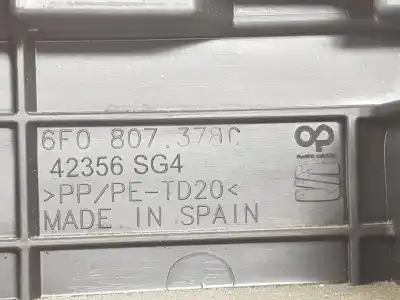 6F0 807.378C
42356 SG4
>PP/PE-TD20<
MADE IN SPAIN